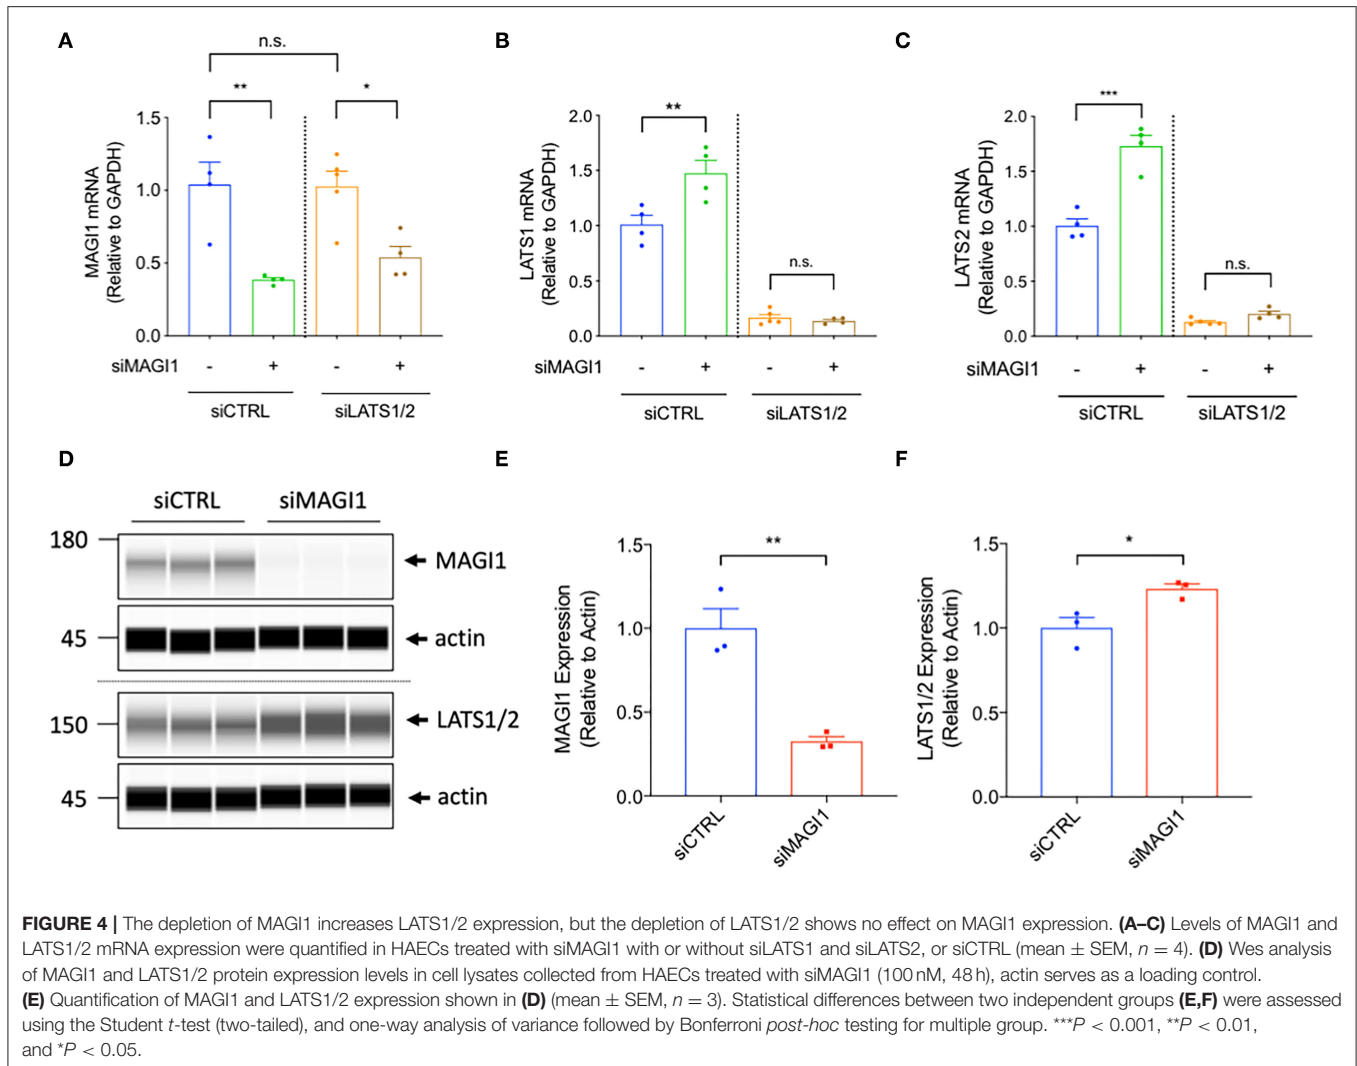 A
B
C
n.s.
**
*
MAGI1 mRNA
(Relative to GAPDH)
1.5
1.0
0.5
0.0
siMAGI1
-
+
-
+
siCTRL
siLATS1/2
**
n.s.
LATS1 mRNA
(Relative to GAPDH)
2.0
1.5
1.0
0.5
0.0
siMAGI1
-
+
-
+
siCTRL
siLATS1/2
***
n.s.
LATS2 mRNA
(Relative to GAPDH)
2.0
1.5
1.0
0.5
0.0
siMAGI1
-
+
-
+
siCTRL
siLATS1/2
D
siCTRL
siMAGI1
180
MAGI1
45
actin
150
LATS1/2
45
actin
E
**
MAGI1 Expression
(Relative to Actin)
1.5
1.0
0.5
0.0
siCTRL
siMAGI1
F
*
LATS1/2 Expression
(Relative to Actin)
1.5
1.0
0.5
0.0
siCTRL
siMAGI1
FIGURE 4 | The depletion of MAGI1 increases LATS1/2 expression, but the depletion of LATS1/2 shows no effect on MAGI1 expression. (A–C) Levels of MAGI1 and
LATS1/2 mRNA expression were quantified in HAECs treated with siMAGI1 with or without siLATS1 and siLATS2, or siCTRL (mean ± SEM, n = 4). (D) Wes analysis
of MAGI1 and LATS1/2 protein expression levels in cell lysates collected from HAECs treated with siMAGI1 (100 nM, 48 h), actin serves as a loading control.
(E) Quantification of MAGI1 and LATS1/2 expression shown in (D) (mean ± SEM, n = 3). Statistical differences between two independent groups (E,F) were assessed
using the Student t-test (two-tailed), and one-way analysis of variance followed by Bonferroni post-hoc testing for multiple group. ***P < 0.001, **P < 0.01,
and *P < 0.05.